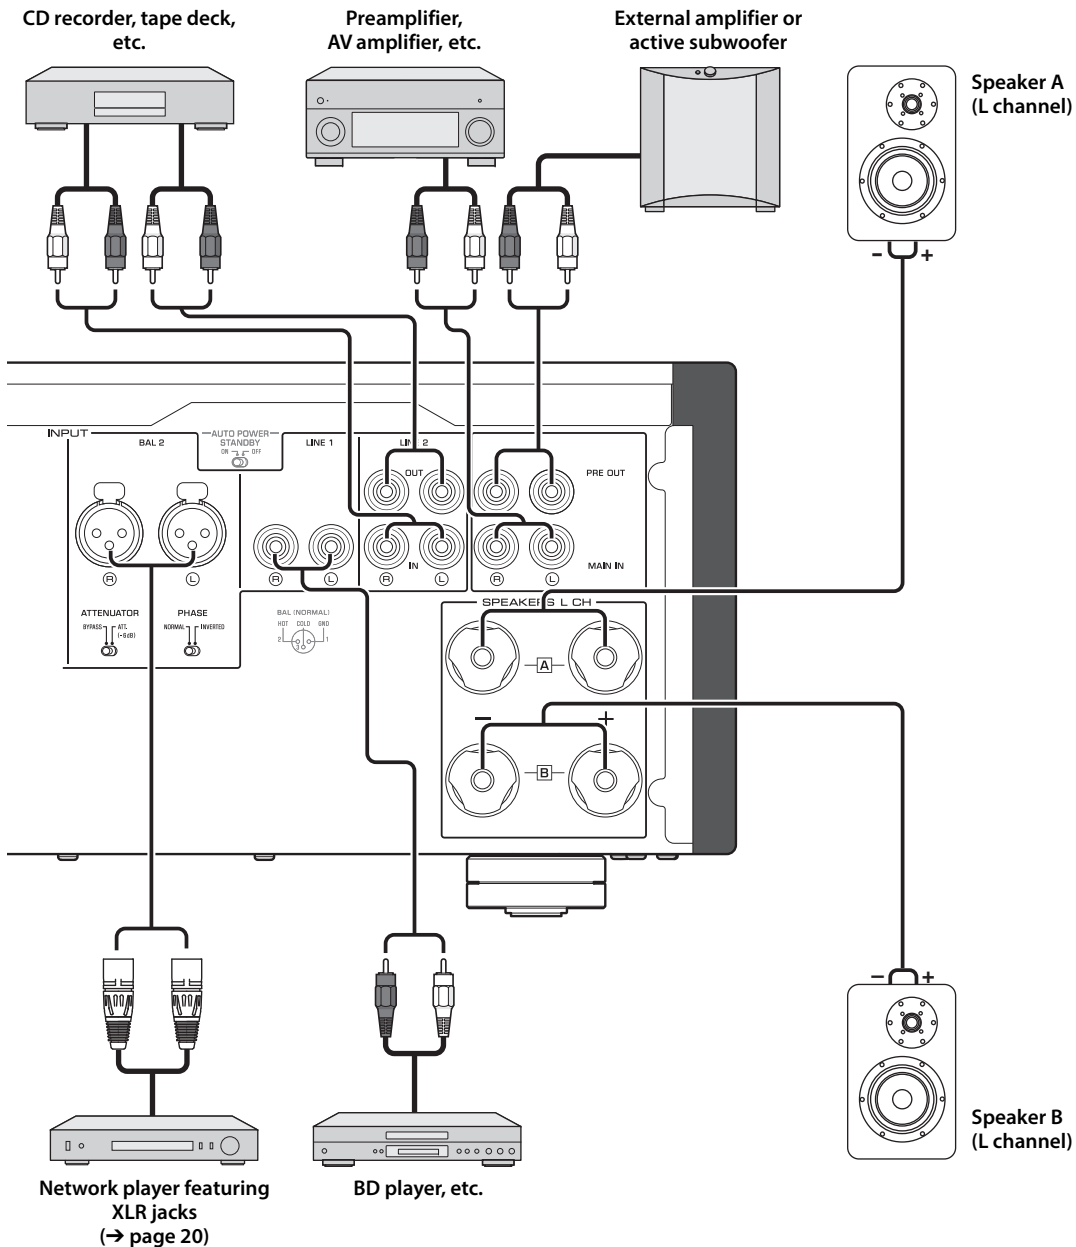 CD recorder, tape deck,
etc.
Preamplifier,
AV amplifier, etc.
External amplifier or
active subwoofer
Speaker A
(L channel)
- +
INPUT
BAL 2
AUTO POWER
STANDBY
ON OFF
LINE 1
LINE 2
OUT
PRE OUT
IN
MAIN IN
R L R L R L R L
ATTENUATOR
BYPASS ATT.
(-6dB)
PHASE
NORMAL INVERTED
BAL (NORMAL)
HOT COLD GND
2 3 1
SPEAKERS L CH
A
- +
B
- +
Speaker B
(L channel)
Network player featuring
XLR jacks
(➔ page 20)
BD player, etc.